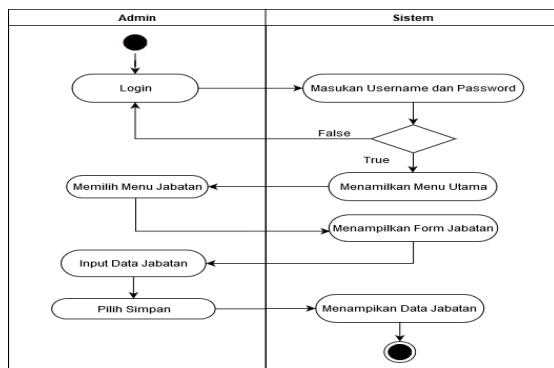 Admin
Sistem
Login
Masukan Username dan Password
False
True
Memilih Menu Jabatan
Menamilkan Menu Utama
Menampilkan Form Jabatan
Input Data Jabatan
Pilih Simpan
Menampikan Data Jabatan